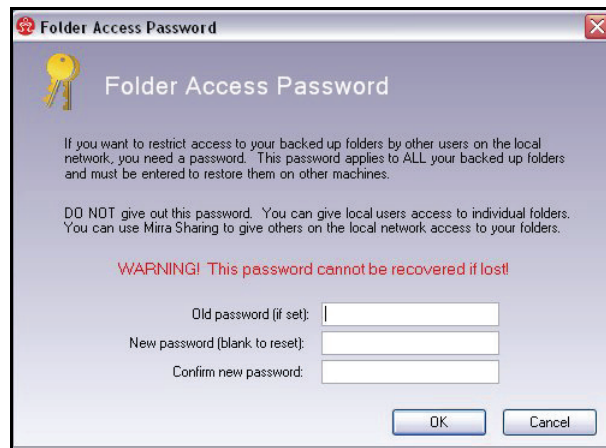 Folder Access Password
Folder Access Password
If you want to restrict access to your backed up folders by other users on the local
network, you need a password. This password applies to ALL your backed up folders
and must be entered to restore them on other machines.
DO NOT give out this password. You can give local users access to individual folders.
You can use Mirra Sharing to give others on the local network access to your folders.
WARNING! This password cannot be recovered if lost!
Old password (if set):
New password (blank to reset):
Confirm new password:
OK Cancel